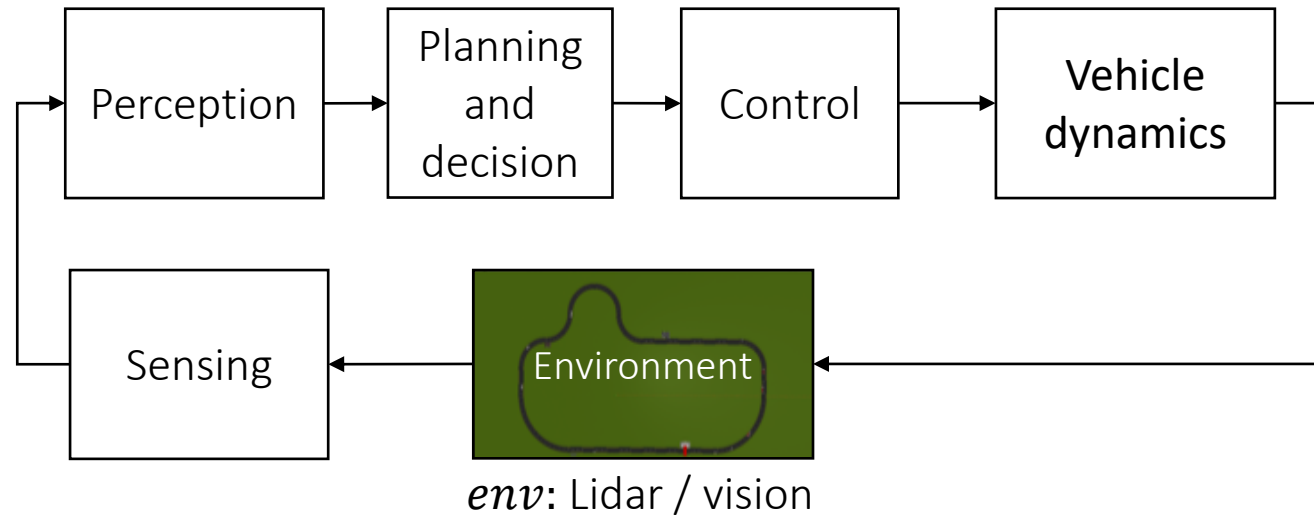 Perception
Planning
and
decision
Control
Vehicle
dynamics
Sensing
Environment
env: Lidar / vision